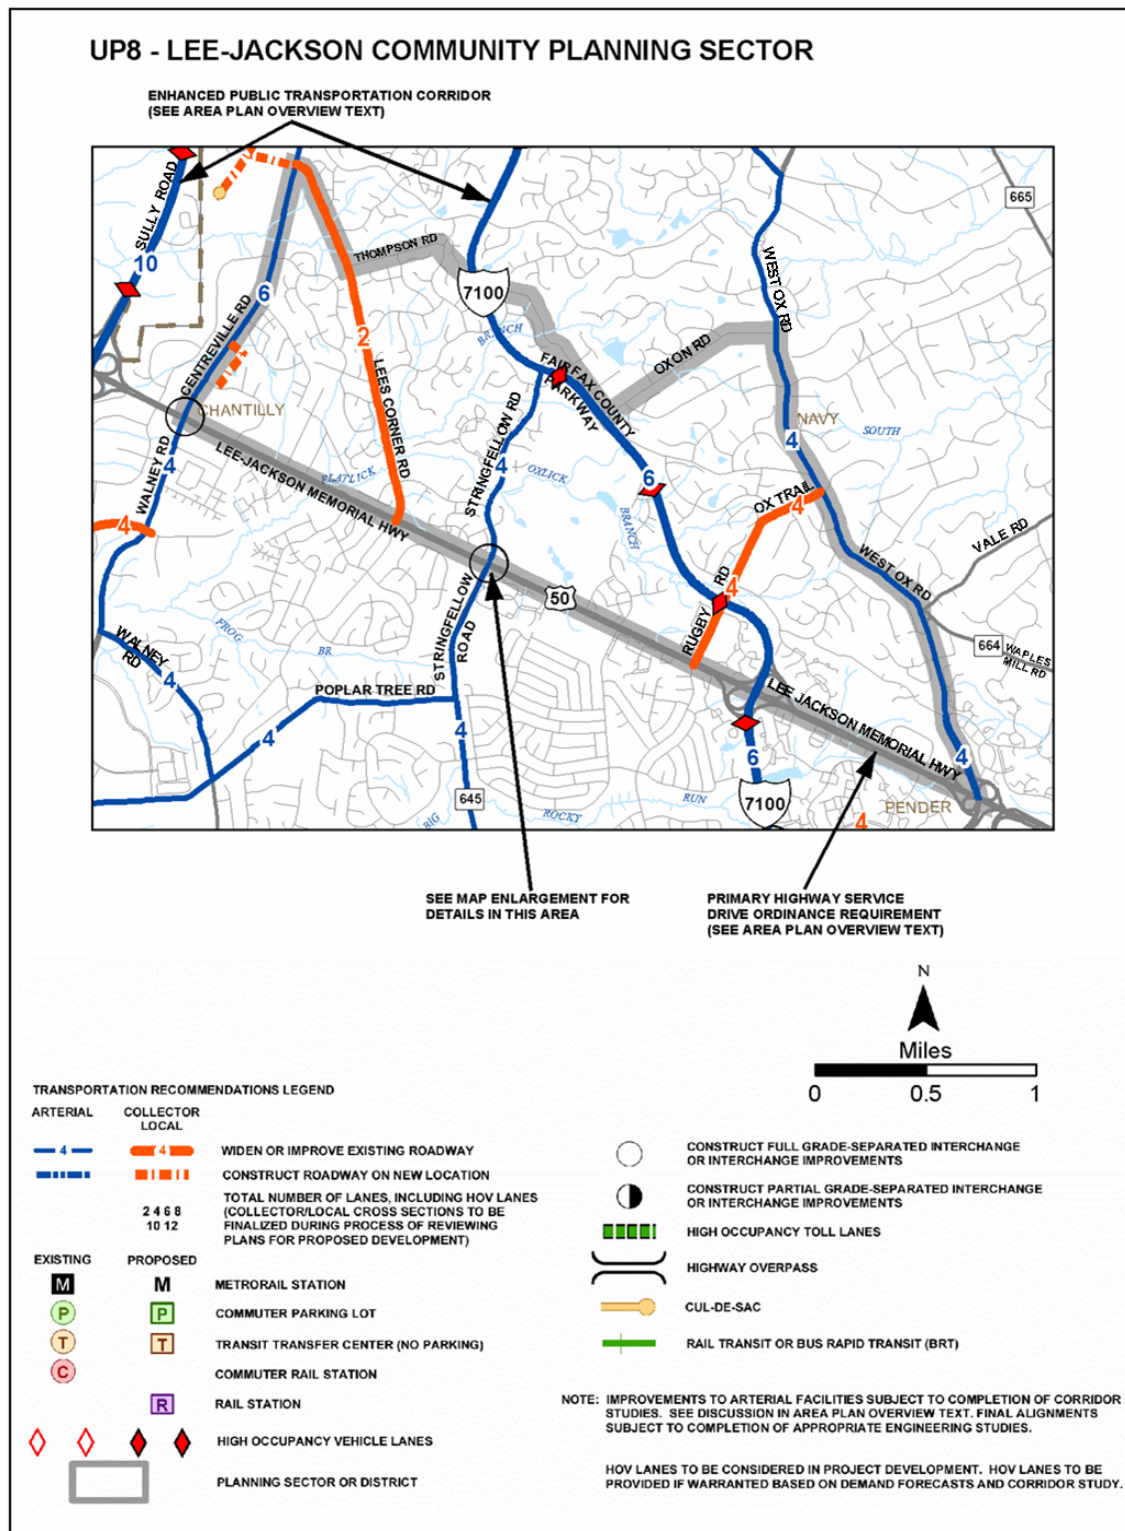 UP8 - LEE-JACKSON COMMUNITY PLANNING SECTOR
ENHANCED PUBLIC TRANSPORTATION CORRIDOR
(SEE AREA PLAN OVERVIEW TEXT)
SULLY ROAD
10
665
THOMPSON RD
7100
WEST OX RD
6
CENTREVILLE RD
BRANCH
2
OXON RD
FAIRFAX COUNTY
PARKWAY
LEES CORNER RD
STRINGFELLOW RD
CHANTILLY
NAVY
SOUTH
4
WALNEY RD
4
LEE-JACKSON MEMORIAL HWY
FLATLICK
4
OXLICK
6
BRANCH
OX TRAIL
4
4
VALE RD
WEST OX RD
50
RUGBY RD
4
STRINGFELLOW
ROAD
FROG
BR
664
WAPLES
MILL RD
WALNEY
RD
4
POPLAR TREE RD
LEE JACKSON MEMORIAL HWY
4
4
6
4
645
7100
RUN
PENDER
BIG
ROCKY
4
SEE MAP ENLARGEMENT FOR
DETAILS IN THIS AREA
PRIMARY HIGHWAY SERVICE
DRIVE ORDINANCE REQUIREMENT
(SEE AREA PLAN OVERVIEW TEXT)
N
Miles
0 0.5 1
TRANSPORTATION RECOMMENDATIONS LEGEND
ARTERIAL COLLECTOR
LOCAL
4 4 WIDEN OR IMPROVE EXISTING ROADWAY
CONSTRUCT ROADWAY ON NEW LOCATION
2 4 6 8
10 12
TOTAL NUMBER OF LANES, INCLUDING HOV LANES
(COLLECTOR/LOCAL CROSS SECTIONS TO BE
FINALIZED DURING PROCESS OF REVIEWING
PLANS FOR PROPOSED DEVELOPMENT)
EXISTING PROPOSED
M M METRORAIL STATION
P P COMMUTER PARKING LOT
T T TRANSIT TRANSFER CENTER (NO PARKING)
C COMMUTER RAIL STATION
R RAIL STATION
HIGH OCCUPANCY VEHICLE LANES
PLANNING SECTOR OR DISTRICT
CONSTRUCT FULL GRADE-SEPARATED INTERCHANGE
OR INTERCHANGE IMPROVEMENTS
CONSTRUCT PARTIAL GRADE-SEPARATED INTERCHANGE
OR INTERCHANGE IMPROVEMENTS
HIGH OCCUPANCY TOLL LANES
HIGHWAY OVERPASS
CUL-DE-SAC
RAIL TRANSIT OR BUS RAPID TRANSIT (BRT)
NOTE: IMPROVEMENTS TO ARTERIAL FACILITIES SUBJECT TO COMPLETION OF CORRIDOR
STUDIES. SEE DISCUSSION IN AREA PLAN OVERVIEW TEXT. FINAL ALIGNMENTS
SUBJECT TO COMPLETION OF APPROPRIATE ENGINEERING STUDIES.
HOV LANES TO BE CONSIDERED IN PROJECT DEVELOPMENT. HOV LANES TO BE
PROVIDED IF WARRANTED BASED ON DEMAND FORECASTS AND CORRIDOR STUDY.